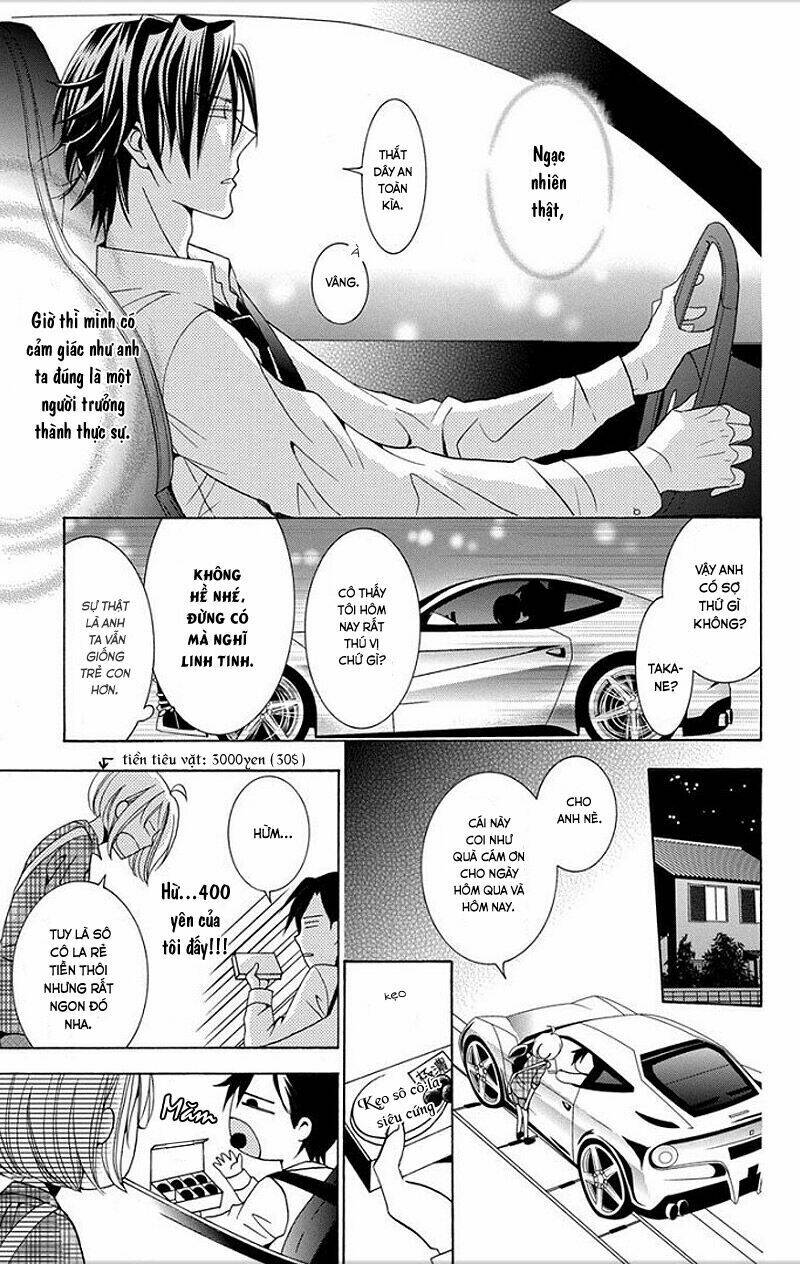 Ngạc
nhiên
thật,
THẮT
DÂY AN
TOÀN
KÌA.
À
VÂNG.
Giờ thì mình có
cảm giác như anh
ta đúng là một
người trưởng
thành thực sự.
VẬY ANH
CÓ SỢ
THỨ GÌ
KHÔNG?
TAKA-
NE?
CÔ THẤY
TÔI HÔM
NAY RẤT
THÚ VỊ
CHỨ GÌ?
KHÔNG
HỀ NHÉ,
ĐỪNG CÓ
MÀ NGHĨ
LINH TINH.
SỰ THẬT
LÀ ANH
TA VẪN
GIỐNG
TRẺ CON
HƠN.
CHO
ANH NÈ.
CÁI NÀY
COI NHƯ
QUÀ CẢM ƠN
CHO NGÀY
HÔM QUA VÀ
HÔM NAY.
KẸO
Kẹo sô cô la
siêu cứng
tiền tiêu vặt: 3000yen (30$)
HỪM...
Hừ...400
yên của
tôi đấy!!!
TUY LÀ SÔ
CÔ LA RẺ
TIỀN THÔI
NHƯNG RẤT
NGON ĐÓ
NHA.
Măm